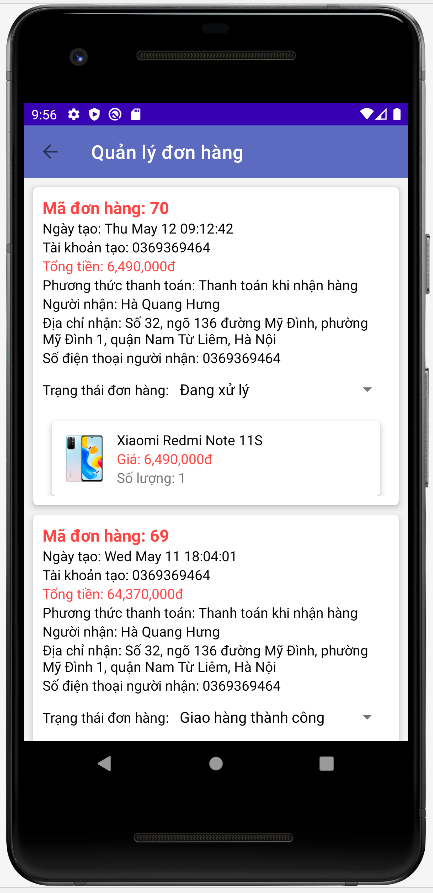 9:56
Quản lý đơn hàng
Mã đơn hàng: 70
Ngày tạo: Thu May 12 09:12:42
Tài khoản tạo: 0369369464
Tổng tiền: 6,490,000đ
Phương thức thanh toán: Thanh toán khi nhận hàng
Người nhận: Hà Quang Hưng
Địa chỉ nhận: Số 32, ngõ 136 đường Mỹ Đình, phường
Mỹ Đình 1, quận Nam Từ Liêm, Hà Nội
Số điện thoại người nhận: 0369369464
Trạng thái đơn hàng: Đang xử lý
Xiaomi Redmi Note 11S
Giá: 6,490,000đ
Số lượng: 1
Mã đơn hàng: 69
Ngày tạo: Wed May 11 18:04:01
Tài khoản tạo: 0369369464
Tổng tiền: 64,370,000đ
Phương thức thanh toán: Thanh toán khi nhận hàng
Người nhận: Hà Quang Hưng
Địa chỉ nhận: Số 32, ngõ 136 đường Mỹ Đình, phường
Mỹ Đình 1, quận Nam Từ Liêm, Hà Nội
Số điện thoại người nhận: 0369369464
Trạng thái đơn hàng: Giao hàng thành công